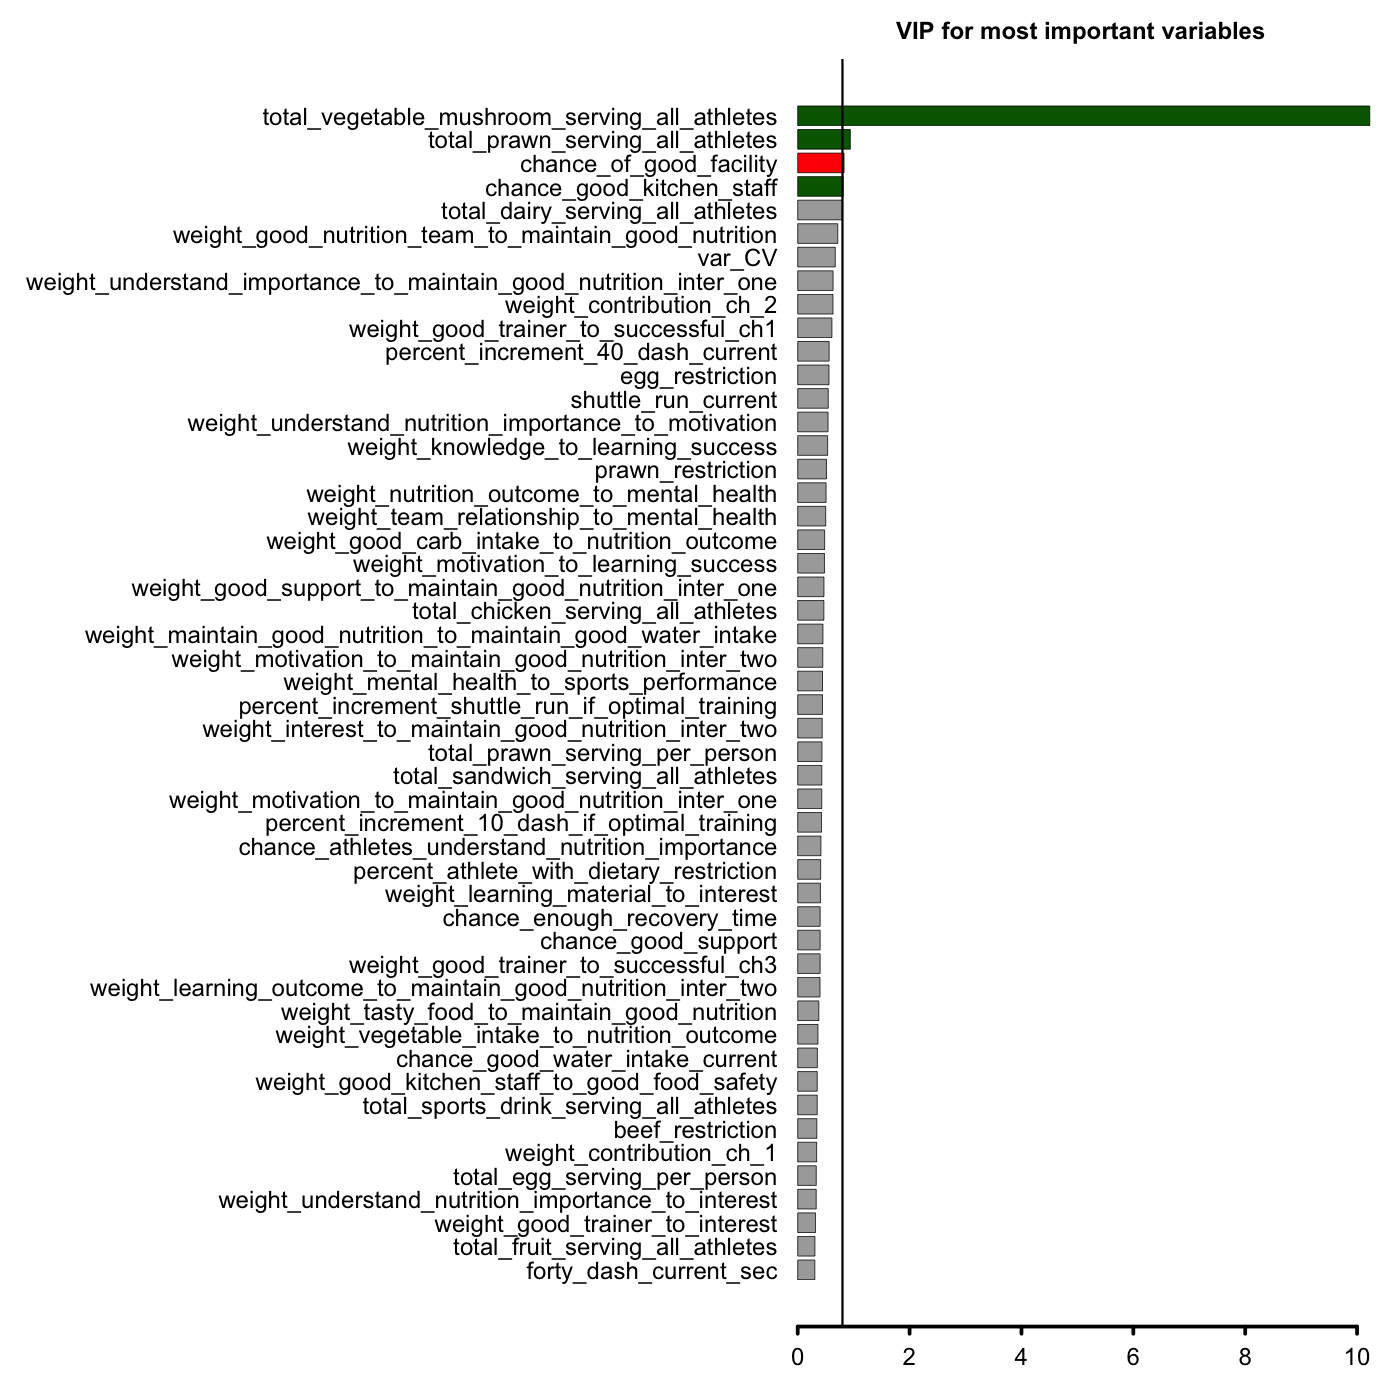 VIP for most important variables
total_vegetable_mushroom_serving_all_athletes
total_prawn_serving_all_athletes
chance_of_good_facility
chance_good_kitchen_staff
total_dairy_serving_all_athletes
weight_good_nutrition_team_to_maintain_good_nutrition
var_CV
weight_understand_importance_to_maintain_good_nutrition_inter_one
weight_contribution_ch_2
weight_good_trainer_to_successful_ch1
percent_increment_40_dash_current
egg_restriction
shuttle_run_current
weight_understand_nutrition_importance_to_motivation
weight_knowledge_to_learning_success
prawn_restriction
weight_nutrition_outcome_to_mental_health
weight_team_relationship_to_mental_health
weight_good_carb_intake_to_nutrition_outcome
weight_motivation_to_learning_success
weight_good_support_to_maintain_good_nutrition_inter_one
total_chicken_serving_all_athletes
weight_maintain_good_nutrition_to_maintain_good_water_intake
weight_motivation_to_maintain_good_nutrition_inter_two
weight_mental_health_to_sports_performance
percent_increment_shuttle_run_if_optimal_training
weight_interest_to_maintain_good_nutrition_inter_two
total_prawn_serving_per_person
total_sandwich_serving_all_athletes
weight_motivation_to_maintain_good_nutrition_inter_one
percent_increment_10_dash_if_optimal_training
chance_athletes_understand_nutrition_importance
percent_athlete_with_dietary_restriction
weight_learning_material_to_interest
chance_enough_recovery_time
chance_good_support
weight_good_trainer_to_successful_ch3
weight_learning_outcome_to_maintain_good_nutrition_inter_two
weight_tasty_food_to_maintain_good_nutrition
weight_vegetable_intake_to_nutrition_outcome
chance_good_water_intake_current
weight_good_kitchen_staff_to_good_food_safety
total_sports_drink_serving_all_athletes
beef_restriction
weight_contribution_ch_1
total_egg_serving_per_person
weight_understand_nutrition_importance_to_interest
weight_good_trainer_to_interest
total_fruit_serving_all_athletes
forty_dash_current_sec
0 2 4 6 8 10